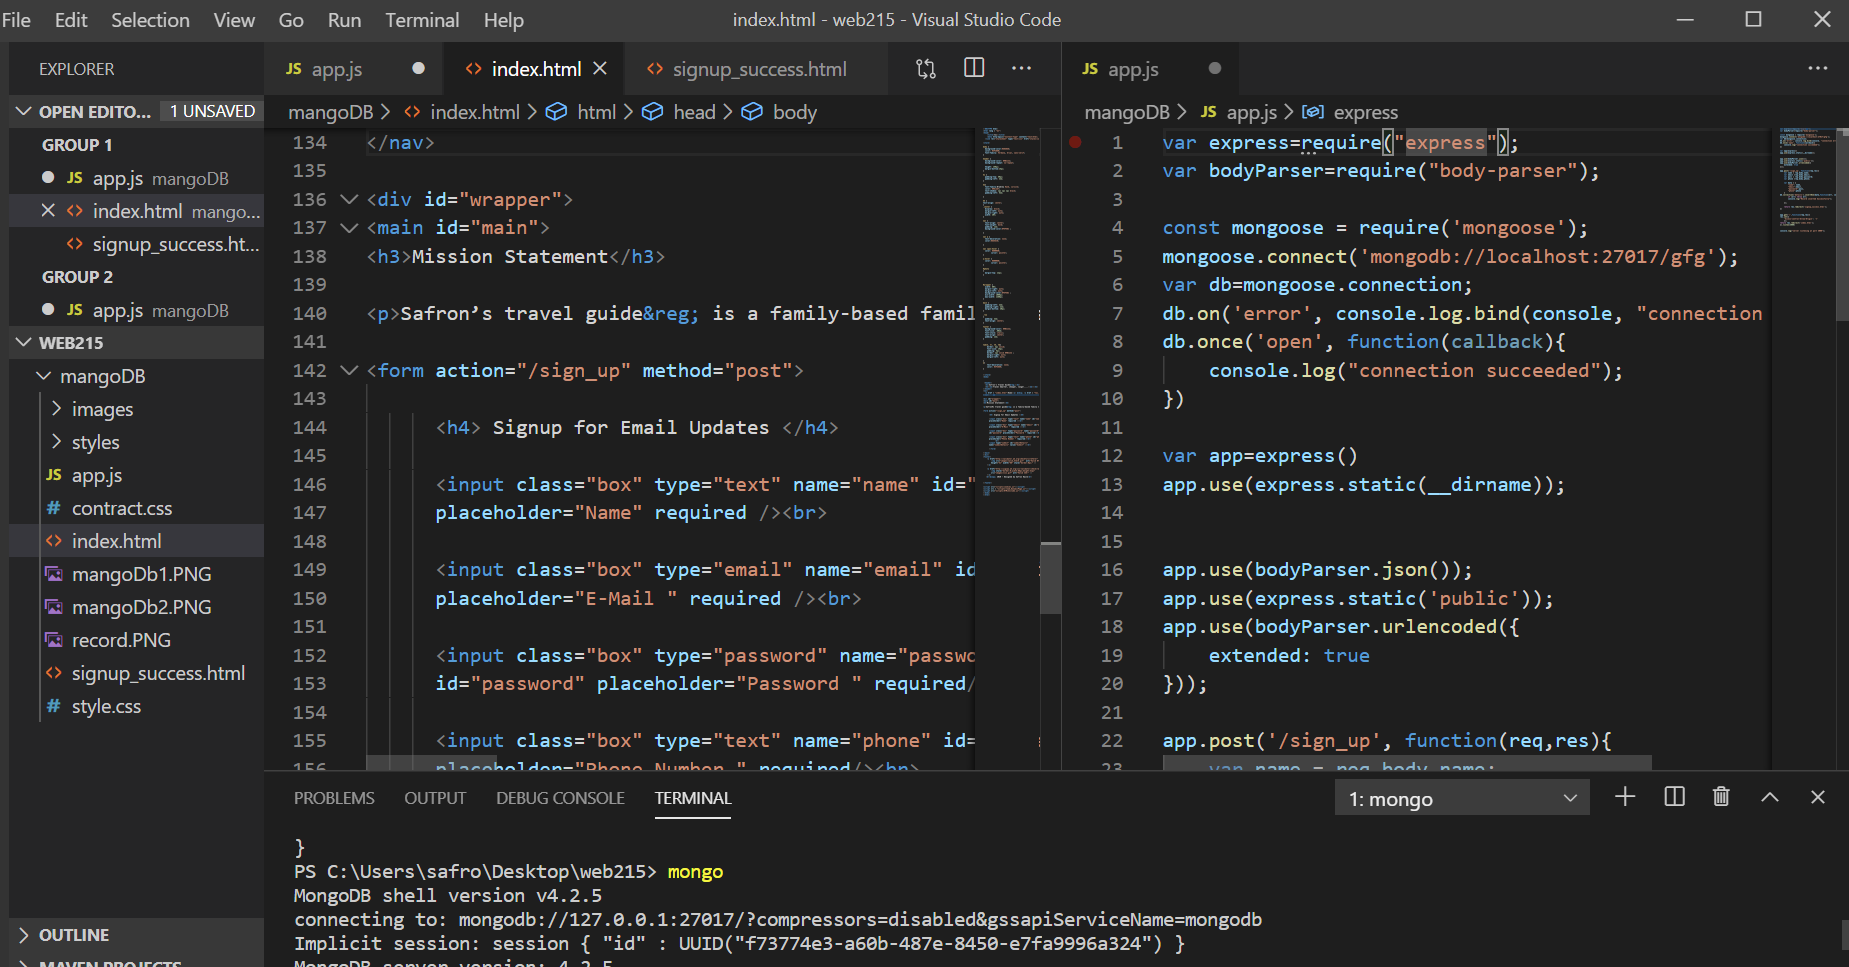 File Edit Selection View Go Run Terminal Help index.html - web215 - Visual Studio Code
EXPLORER
OPEN EDITO... 1 UNSAVED
GROUP 1
JS app.js mangoDB
<> index.html mango...
<> signup_success.ht...
GROUP 2
JS app.js mangoDB
WEB215
mangoDB
images
styles
JS app.js
# contract.css
<> index.html
mangoDb1.PNG
mangoDb2.PNG
record.PNG
<> signup_success.html
# style.css
OUTLINE
MAVEN PROJECTS
JS app.js <> index.html <> signup_success.html
mangoDB > <> index.html > html > head > body
134 </nav>
135
136 <div id="wrapper">
137 <main id="main">
138 <h3>Mission Statement</h3>
139
140 <p>Safron’s travel guide&reg; is a family-based famil
141
142 <form action="/sign_up" method="post">
143
144 <h4> Signup for Email Updates </h4>
145
146 <input class="box" type="text" name="name" id="
147 placeholder="Name" required /><br>
148
149 <input class="box" type="email" name="email" id
150 placeholder="E-Mail " required /><br>
151
152 <input class="box" type="password" name="passwo
153 id="password" placeholder="Password " required/
154
155 <input class="box" type="text" name="phone" id=
156 placeholder="Phone Number " required/><br>
JS app.js
mangoDB > JS app.js > express
1 var express=require("express");
2 var bodyParser=require("body-parser");
3
4 const mongoose = require('mongoose');
5 mongoose.connect('mongodb://localhost:27017/gfg');
6 var db=mongoose.connection;
7 db.on('error', console.log.bind(console, "connection
8 db.once('open', function(callback){
9 console.log("connection succeeded");
10 })
11
12 var app=express()
13 app.use(express.static(__dirname));
14
15
16 app.use(bodyParser.json());
17 app.use(express.static('public'));
18 app.use(bodyParser.urlencoded({
19 extended: true
20 }));
21
22 app.post('/sign_up', function(req,res){
23 var name = req.body.name;
PROBLEMS OUTPUT DEBUG CONSOLE TERMINAL 1: mongo
}
PS C:\Users\safro\Desktop\web215> mongo
MongoDB shell version v4.2.5
connecting to: mongodb://127.0.0.1:27017/?compressors=disabled&gssapiServiceName=mongodb
Implicit session: session { "id" : UUID("f73774e3-a60b-487e-8450-e7fa9996a324") }
MongoDB server version: 4.2.5